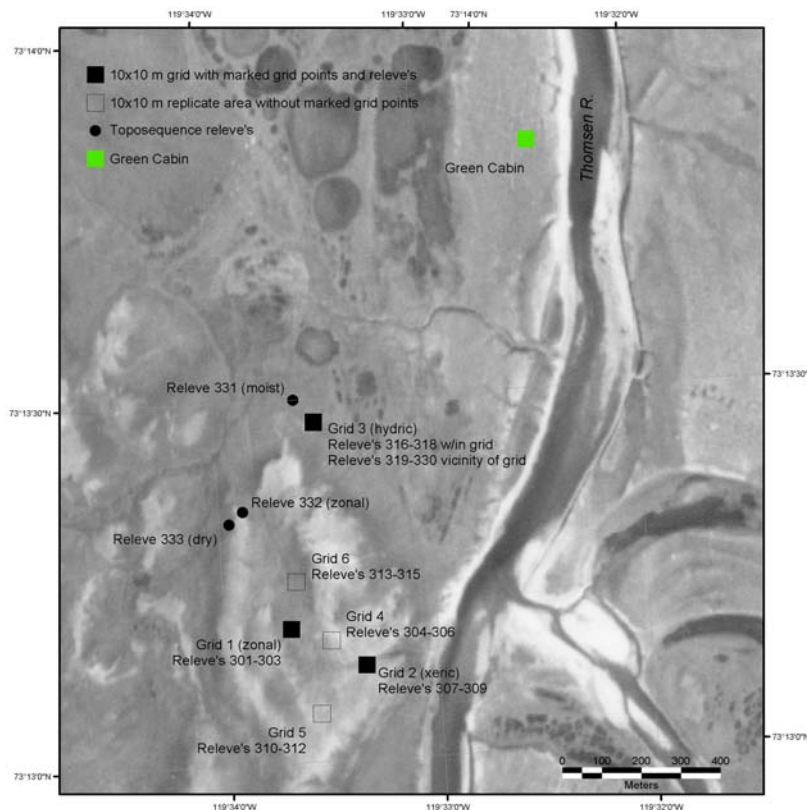 119°34'0"W 119°33'0"W 73°14'0"N 119°32'0"W
73°14'0"N
10x10 m grid with marked grid points and releve's
10x10 m replicate area without marked grid points
Toposequence releve's
Green Cabin
Thomsen R.
Green Cabin
73°13'30"N
Releve 331 (moist)
73°13'30"N
Grid 3 (hydric)
Releve's 316-318 w/in grid
Releve's 319-330 vicinity of grid
Releve 332 (zonal)
Releve 333 (dry)
Grid 6
Releve's 313-315
Grid 4
Releve's 304-306
Grid 1 (zonal)
Releve's 301-303
Grid 2 (xeric)
Releve's 307-309
Grid 5
Releve's 310-312
73°13'0"N
0 100 200 300 400
Meters
73°13'0"N
119°34'0"W 119°33'0"W 119°32'0"W